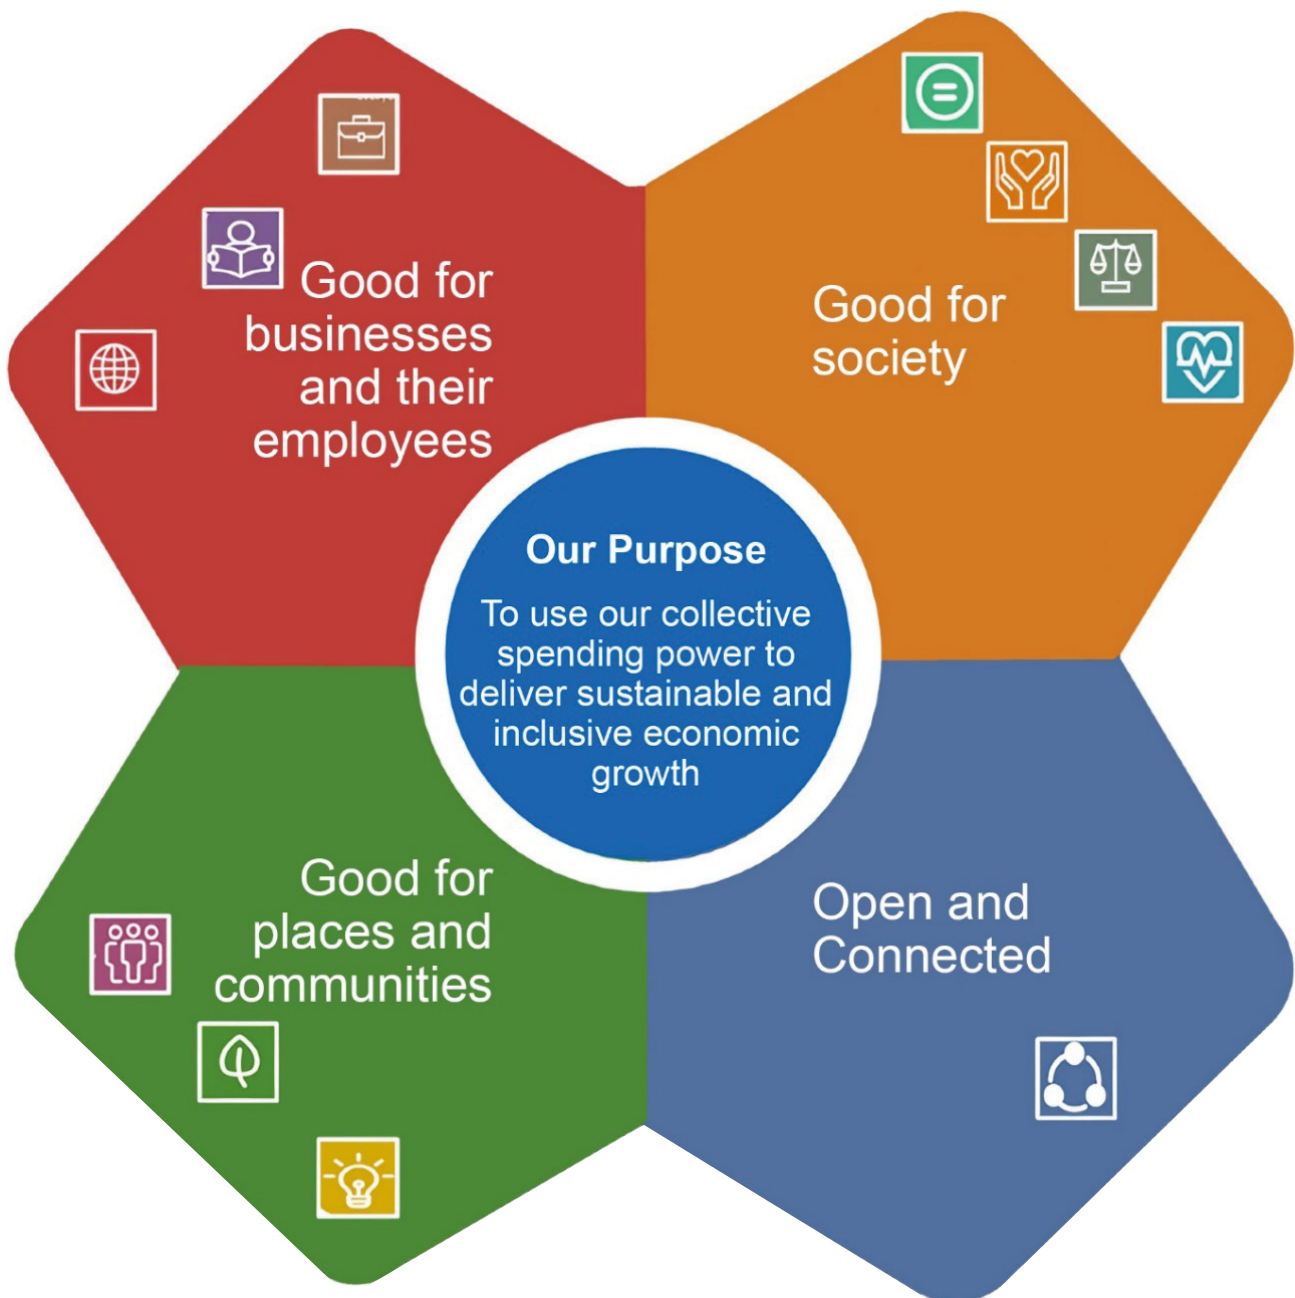 Good for
businesses
and their
employees
Good for
society
Our Purpose
To use our collective
spending power to
deliver sustainable and
inclusive economic
growth
Good for
places and
communities
Open and
Connected